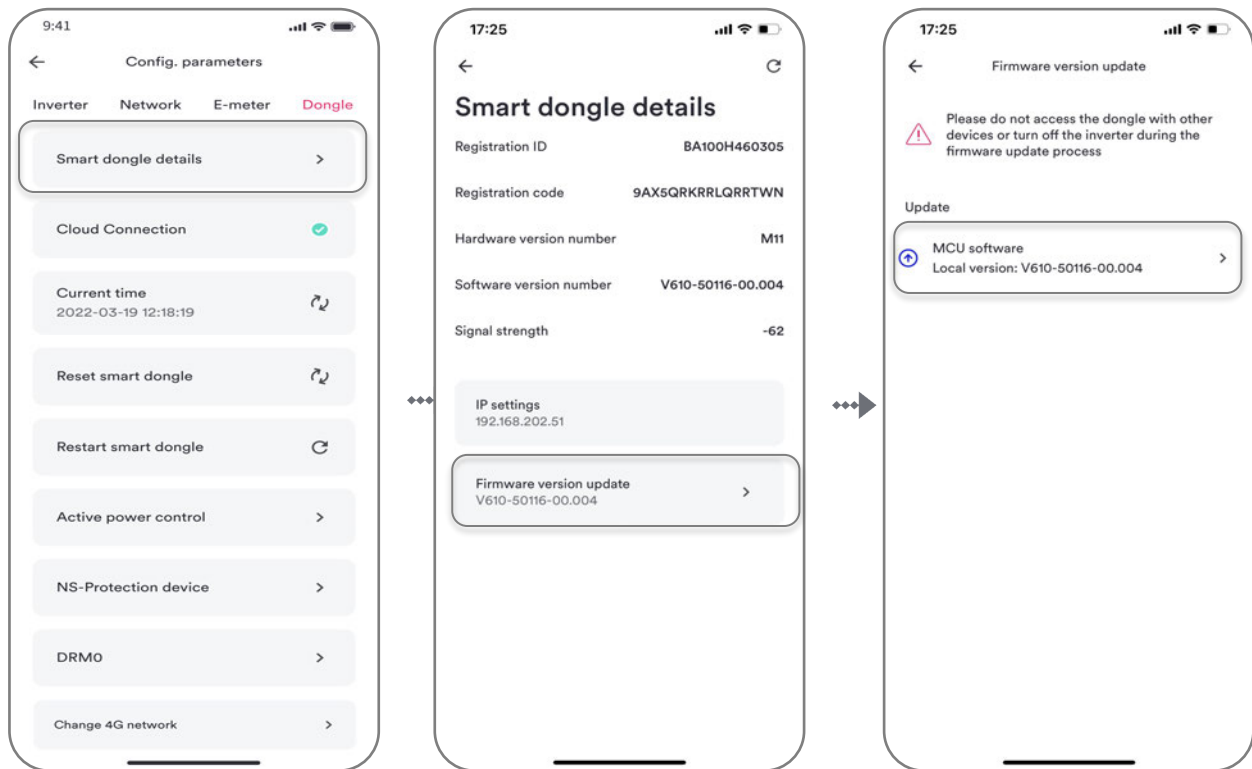 9:41
Config. parameters
Inverter Network E-meter Dongle
Smart dongle details
Cloud Connection
Current time
2022-03-19 12:18:19
Reset smart dongle
Restart smart dongle
Active power control
NS-Protection device
DRM0
Change 4G network
17:25
Smart dongle details
Registration ID BA100H460305
Registration code 9AX5QRKRRLQRRTWN
Hardware version number M11
Software version number V610-50116-00.004
Signal strength -62
IP settings
192.168.202.51
Firmware version update
V610-50116-00.004
17:25
Firmware version update
Please do not access the dongle with other
devices or turn off the inverter during the
firmware update process
Update
MCU software
Local version: V610-50116-00.004